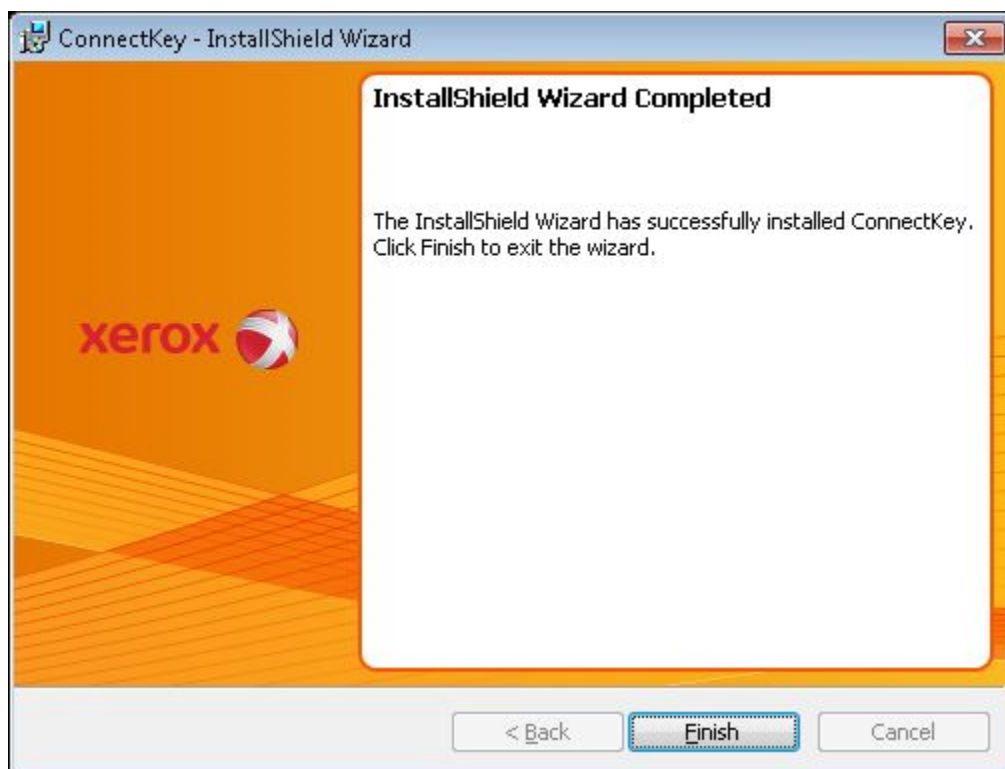 ConnectKey - InstallShield Wizard
InstallShield Wizard Completed
The InstallShield Wizard has successfully installed ConnectKey.
Click Finish to exit the wizard.
xerox
< Back
Finish
Cancel